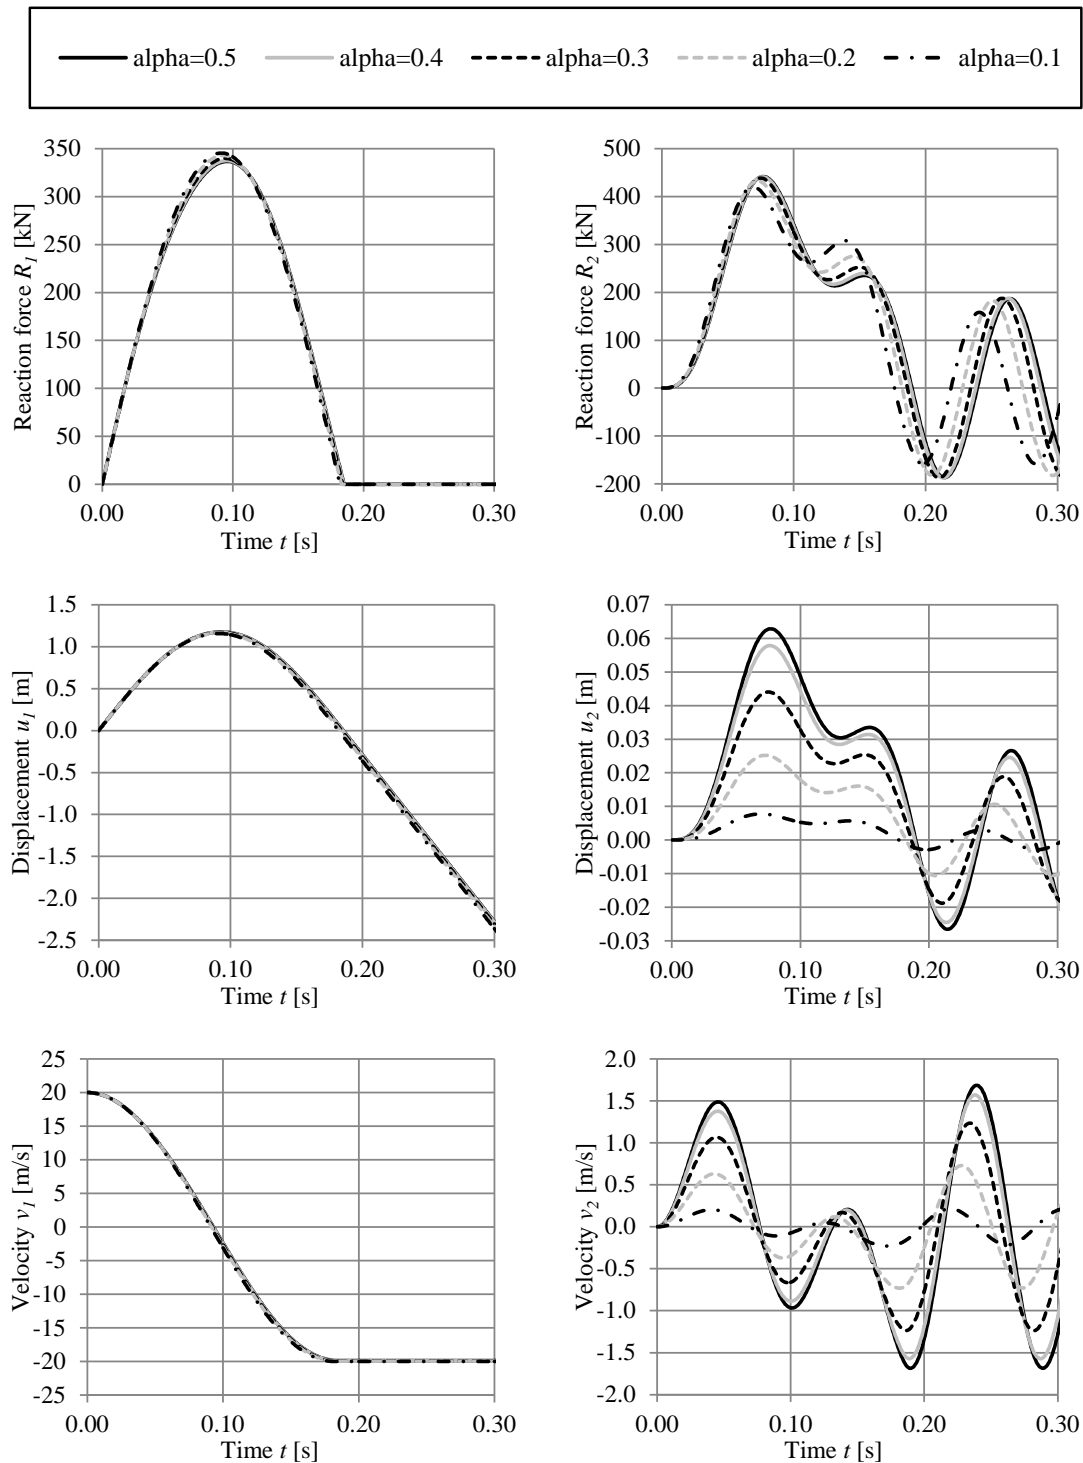 alpha=0.5 alpha=0.4 alpha=0.3 alpha=0.2 alpha=0.1
Reaction force R1 [kN]
350
300
250
200
150
100
50
0
0.00 0.10 0.20 0.30
Time t [s]
Reaction force R2 [kN]
500
400
300
200
100
0
-100
-200
0.00 0.10 0.20 0.30
Time t [s]
Displacement u1 [m]
1.5
1.0
0.5
0.0
-0.5
-1.0
-1.5
-2.0
-2.5
0.00 0.10 0.20 0.30
Time t [s]
Displacement u2 [m]
0.07
0.06
0.05
0.04
0.03
0.02
0.01
0.00
-0.01
-0.02
-0.03
0.00 0.10 0.20 0.30
Time t [s]
Velocity v1 [m/s]
25
20
15
10
5
0
-5
-10
-15
-20
-25
0.00 0.10 0.20 0.30
Time t [s]
Velocity v2 [m/s]
2.0
1.5
1.0
0.5
0.0
-0.5
-1.0
-1.5
-2.0
0.00 0.10 0.20 0.30
Time t [s]